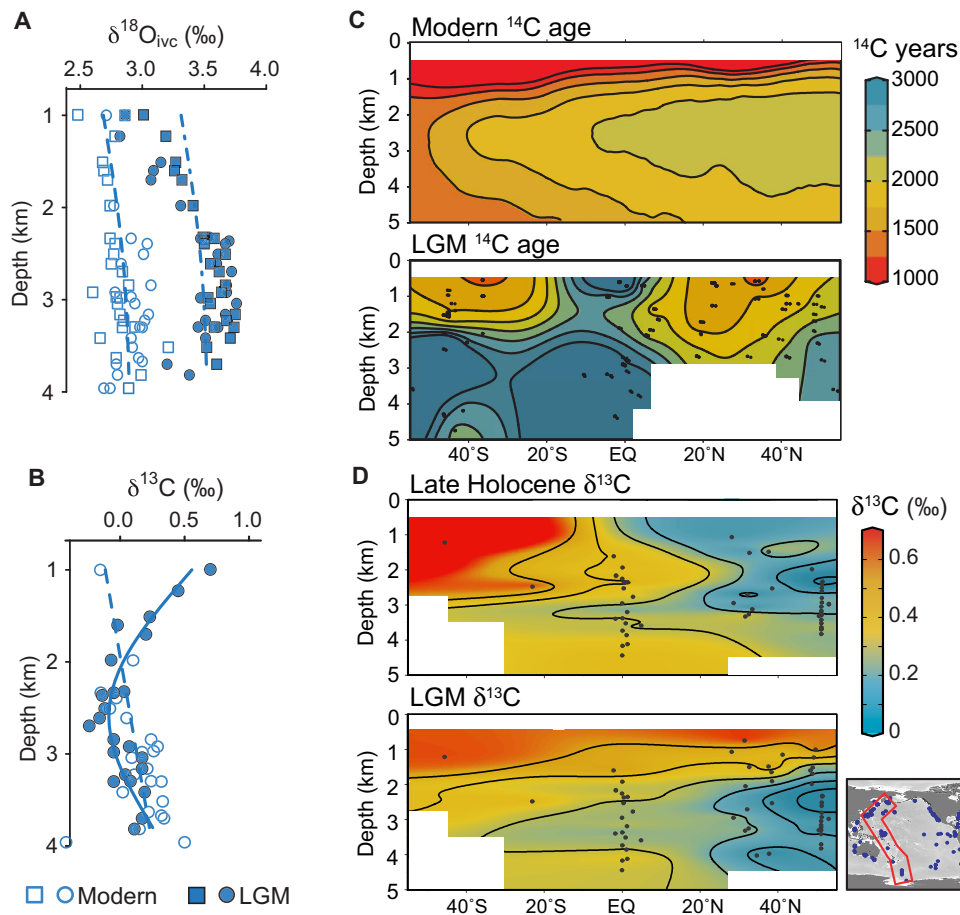 A
δ18Oivc (‰)
2.5 3.0 3.5 4.0
1
2
3
4
Depth (km)
B
δ13C (‰)
0.0 0.5 1.0
1
2
3
4
Depth (km)
Modern LGM
C
Modern 14C age
0
1
2
3
4
5
Depth (km)
LGM 14C age
0
1
2
3
4
5
Depth (km)
40°S 20°S EQ 20°N 40°N
14C years
3000
2500
2000
1500
1000
D
Late Holocene δ13C
0
1
2
3
4
5
Depth (km)
LGM δ13C
0
1
2
3
4
5
Depth (km)
40°S 20°S EQ 20°N 40°N
δ13C (‰)
0.6
0.4
0.2
0